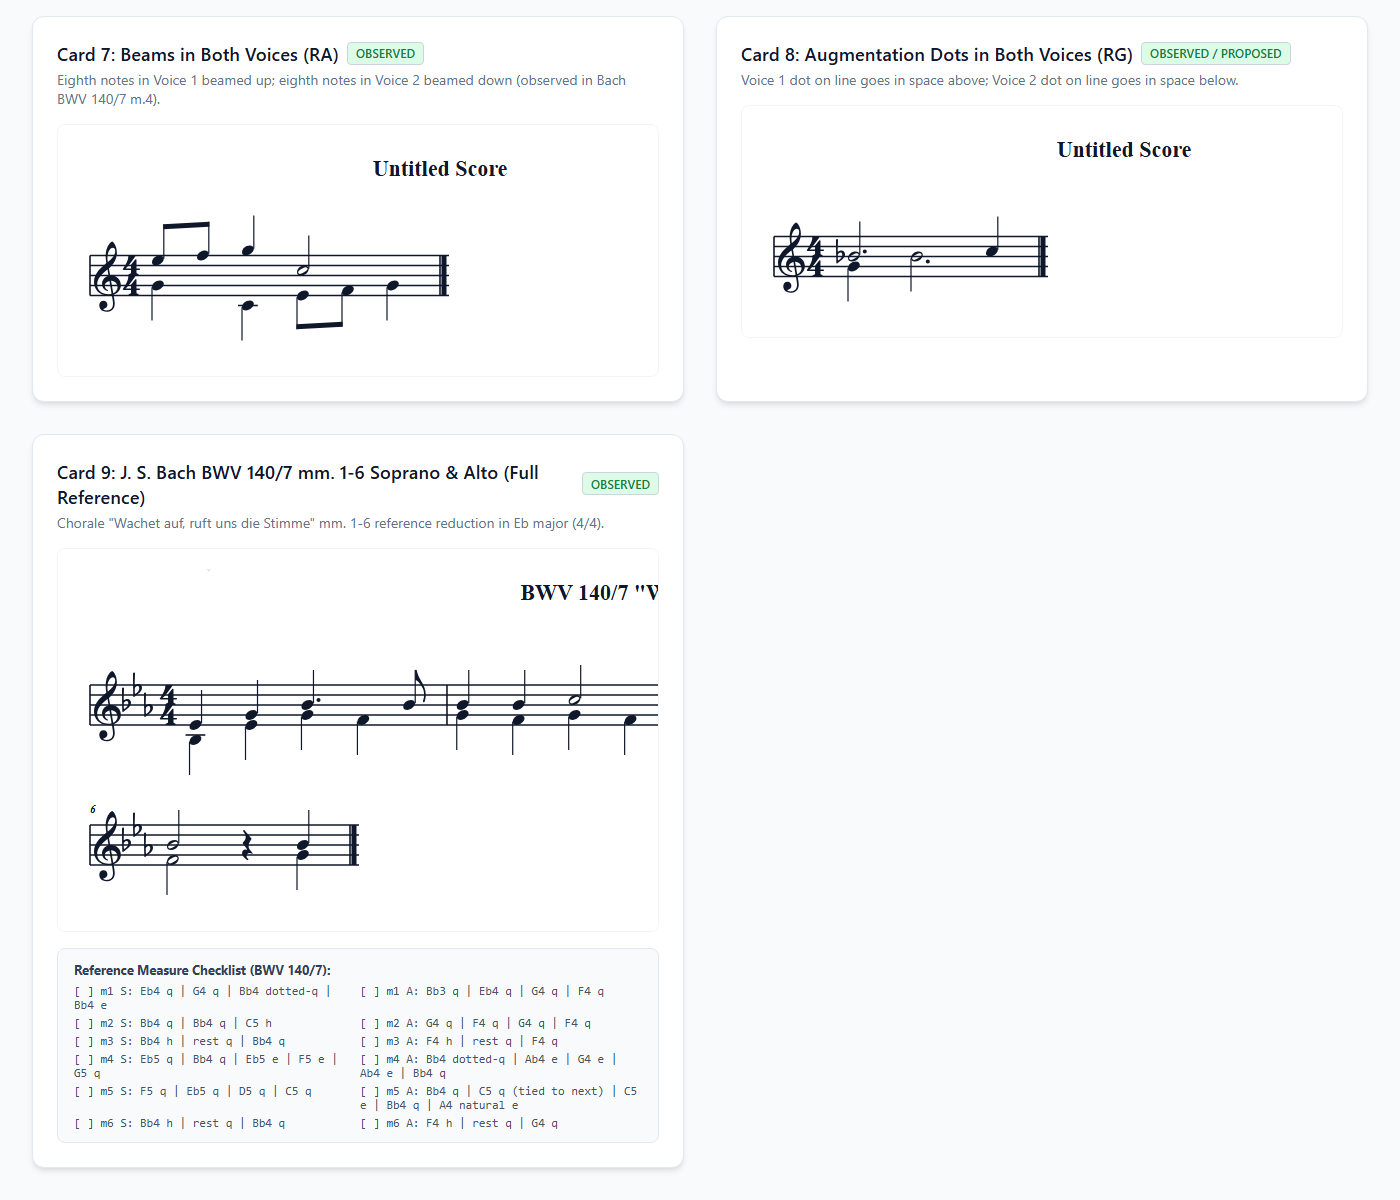 Card 7: Beams in Both Voices (RA)
OBSERVED
Eighth notes in Voice 1 beamed up; eighth notes in Voice 2 beamed down (observed in Bach
BWV 140/7 m.4).
Untitled Score
4
4
Card 8: Augmentation Dots in Both Voices (RG)
OBSERVED / PROPOSED
Voice 1 dot on line goes in space above; Voice 2 dot on line goes in space below.
Untitled Score
4
4
Card 9: J. S. Bach BWV 140/7 mm. 1-6 Soprano & Alto (Full
Reference)
OBSERVED
Chorale "Wachet auf, ruft uns die Stimme" mm. 1-6 reference reduction in Eb major (4/4).
BWV 140/7 "W
4
4
6
Reference Measure Checklist (BWV 140/7):
[ ] m1 S: Eb4 q | G4 q | Bb4 dotted-q |
Bb4 e
[ ] m1 A: Bb3 q | Eb4 q | G4 q | F4 q
[ ] m2 S: Bb4 q | Bb4 q | C5 h
[ ] m2 A: G4 q | F4 q | G4 q | F4 q
[ ] m3 S: Bb4 h | rest q | Bb4 q
[ ] m3 A: F4 h | rest q | F4 q
[ ] m4 S: Eb5 q | Bb4 q | Eb5 e | F5 e |
G5 q
[ ] m4 A: Bb4 dotted-q | Ab4 e | G4 e |
Ab4 e | Bb4 q
[ ] m5 S: F5 q | Eb5 q | D5 q | C5 q
[ ] m5 A: Bb4 q | C5 q (tied to next) | C5
e | Bb4 q | A4 natural e
[ ] m6 S: Bb4 h | rest q | Bb4 q
[ ] m6 A: F4 h | rest q | G4 q